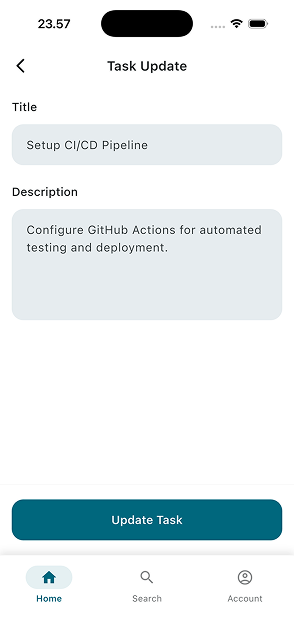 23.57
Task Update
Title
Setup CI/CD Pipeline
Description
Configure GitHub Actions for automated
testing and deployment.
Update Task
Home
Search
Account